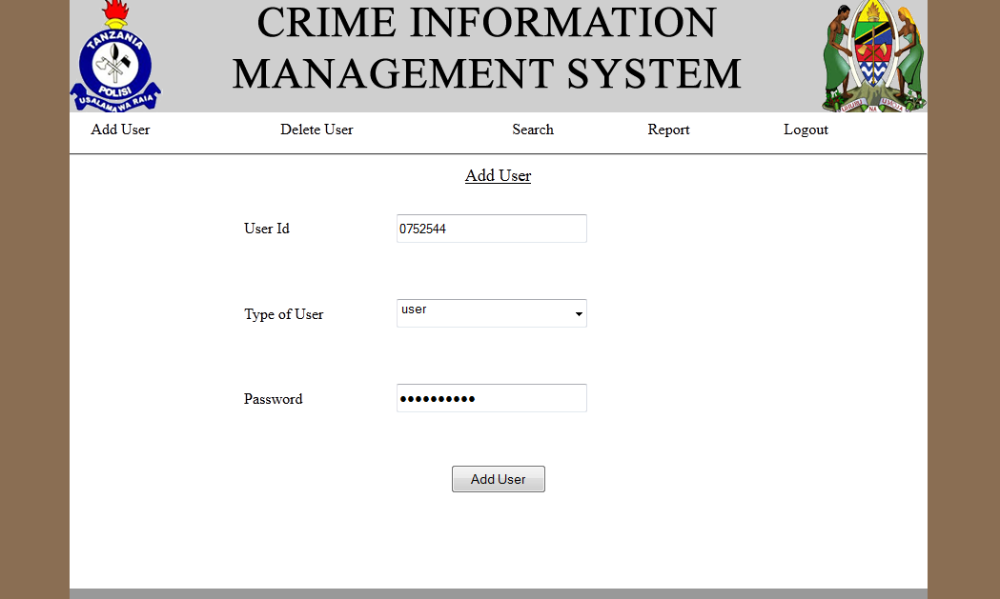 CRIME INFORMATION
MANAGEMENT SYSTEM
TANZANIA
POLISI
USALAMA WA RAIA
UHURU NA UMOJA
Add User Delete User Search Report Logout
Add User
User Id 0752544
Type of User user
Password ●●●●●●●●●●
Add User